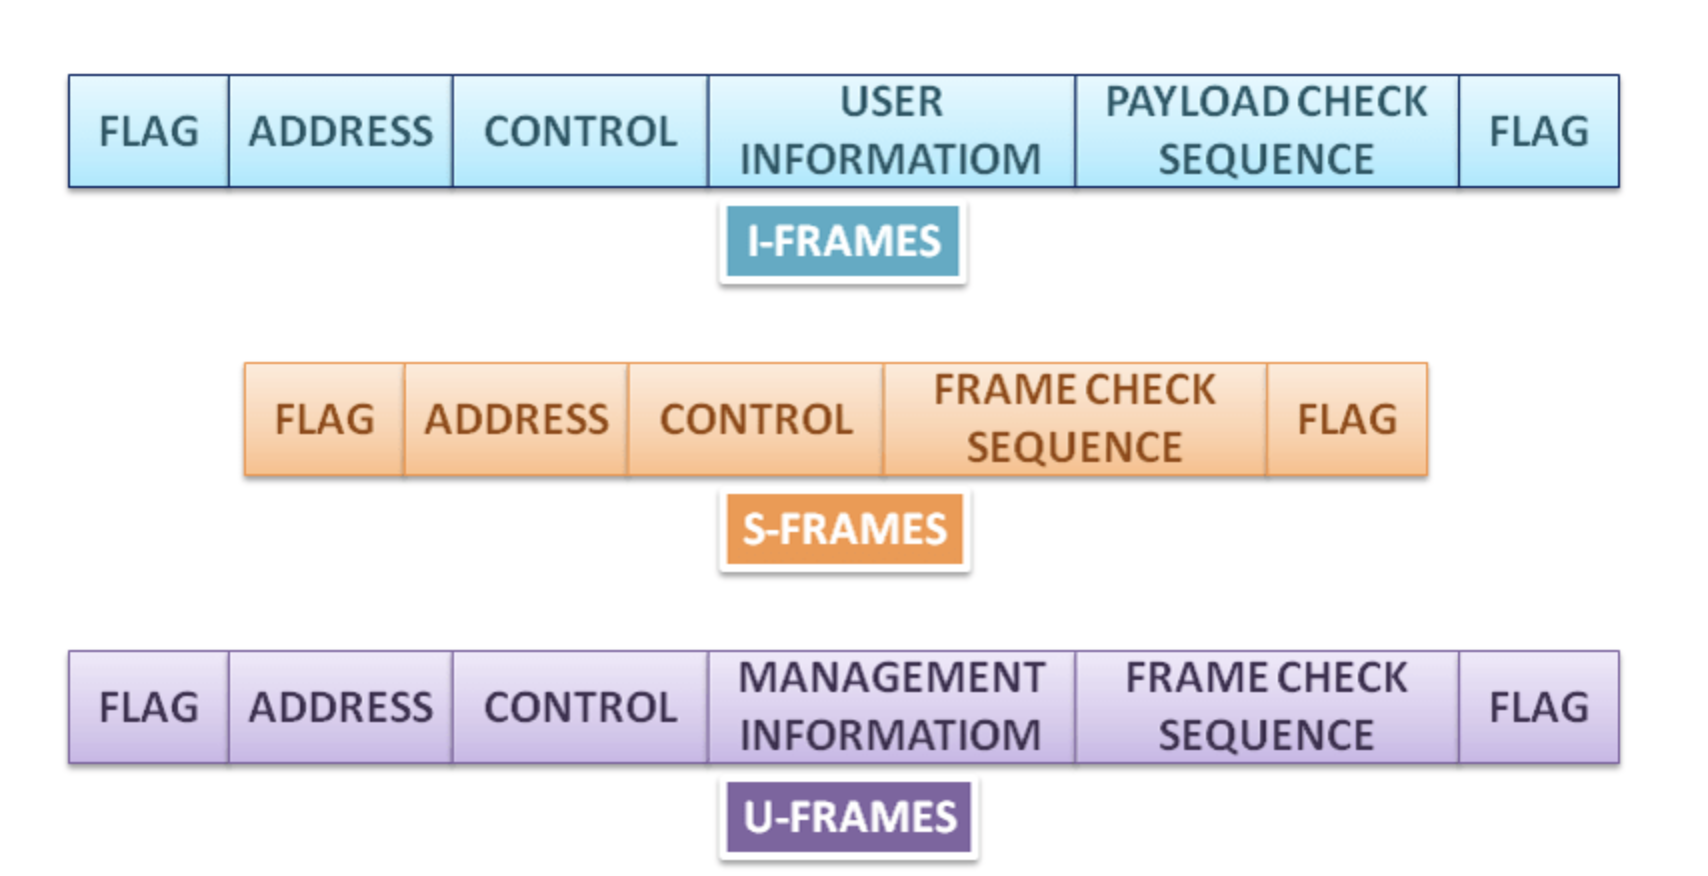 FLAG ADDRESS CONTROL USER INFORMATIOM PAYLOAD CHECK SEQUENCE FLAG
I-FRAMES
FLAG ADDRESS CONTROL FRAME CHECK SEQUENCE FLAG
S-FRAMES
FLAG ADDRESS CONTROL MANAGEMENT INFORMATIOM FRAME CHECK SEQUENCE FLAG
U-FRAMES